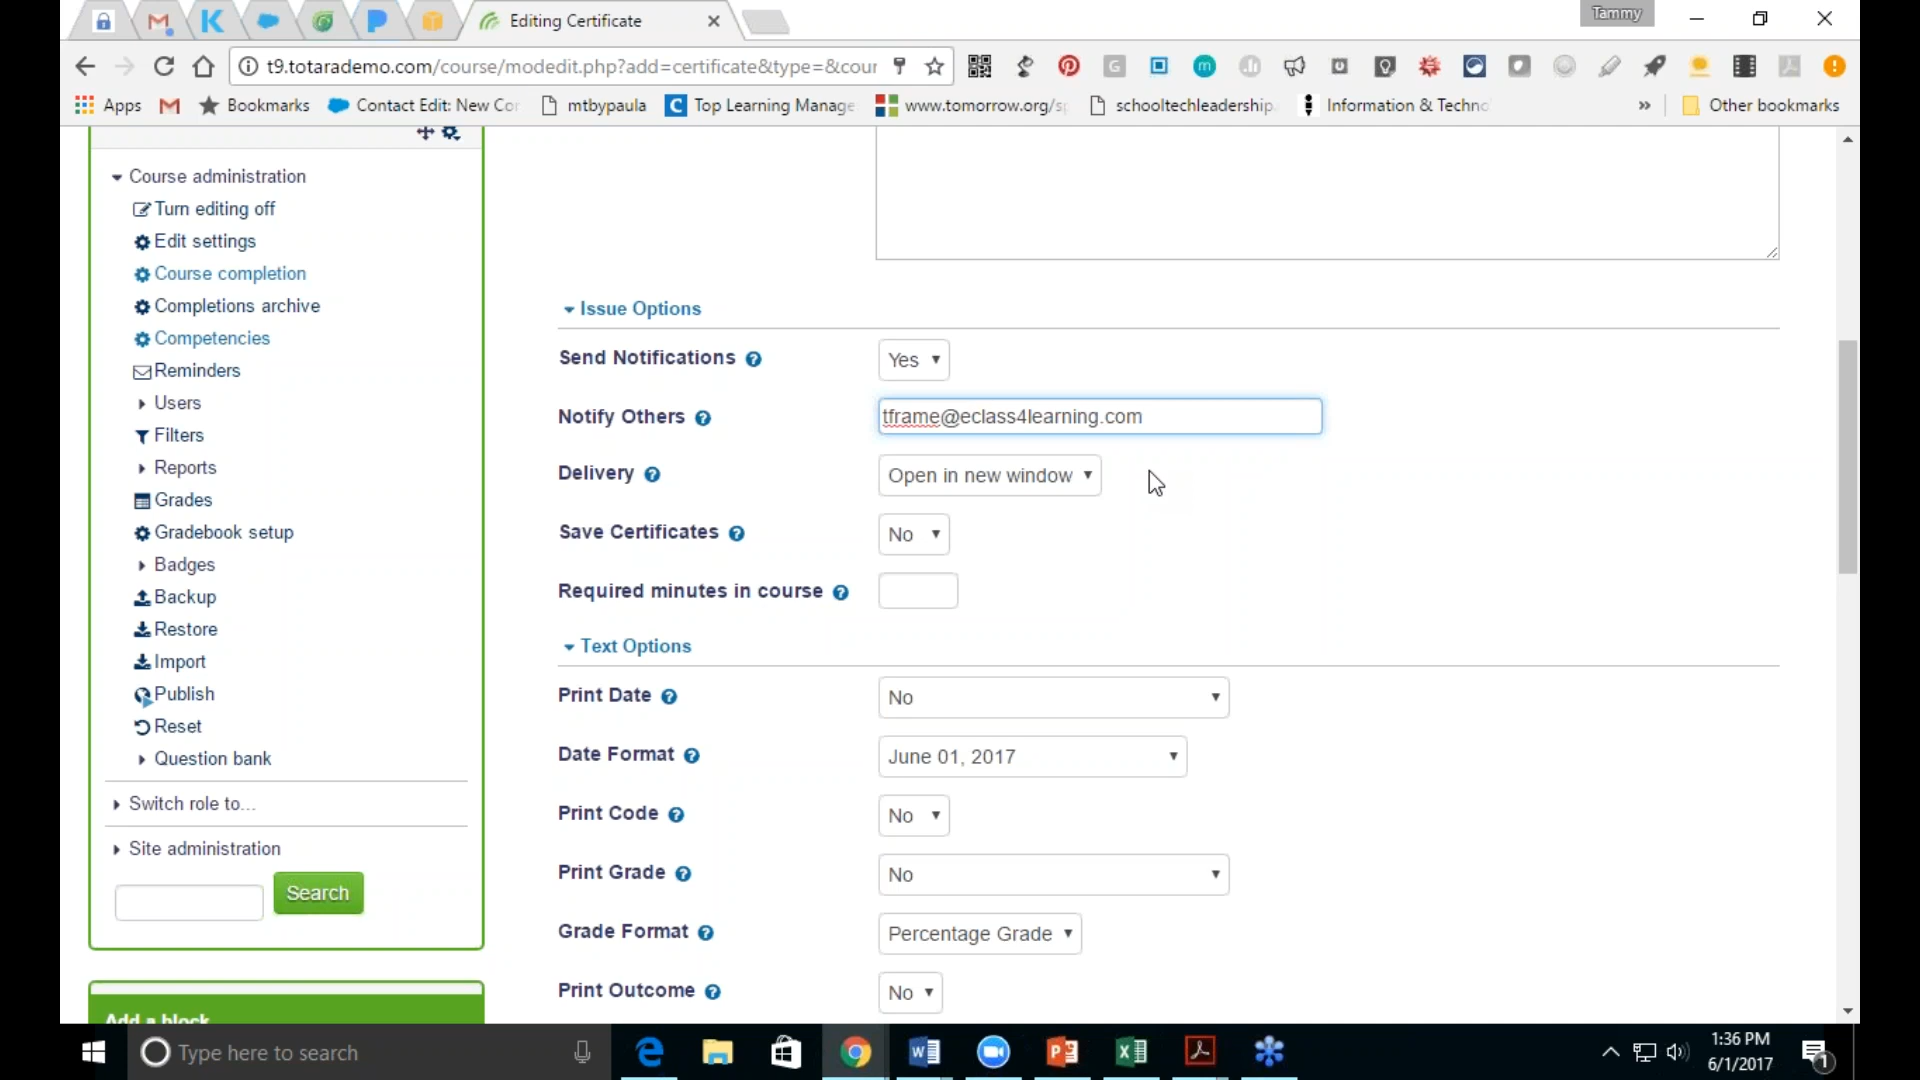 Editing Certificate
Tammy
t9.totarademo.com/course/modedit.php?add=certificate&type=&cour
Apps
Bookmarks
Contact Edit: New Cor
mtbypaula
Top Learning Manage
www.tomorrow.org/sp
schooltechleadership.
Information & Techno
»
Other bookmarks
Course administration
Turn editing off
Edit settings
Course completion
Completions archive
Competencies
Reminders
Users
Filters
Reports
Grades
Gradebook setup
Badges
Backup
Restore
Import
Publish
Reset
Question bank
Switch role to...
Site administration
Search
Add a block
Issue Options
Send Notifications
Yes
Notify Others
tframe@eclass4learning.com
Delivery
Open in new window
Save Certificates
No
Required minutes in course
Text Options
Print Date
No
Date Format
June 01, 2017
Print Code
No
Print Grade
No
Grade Format
Percentage Grade
Print Outcome
No
Type here to search
1:36 PM
6/1/2017
1